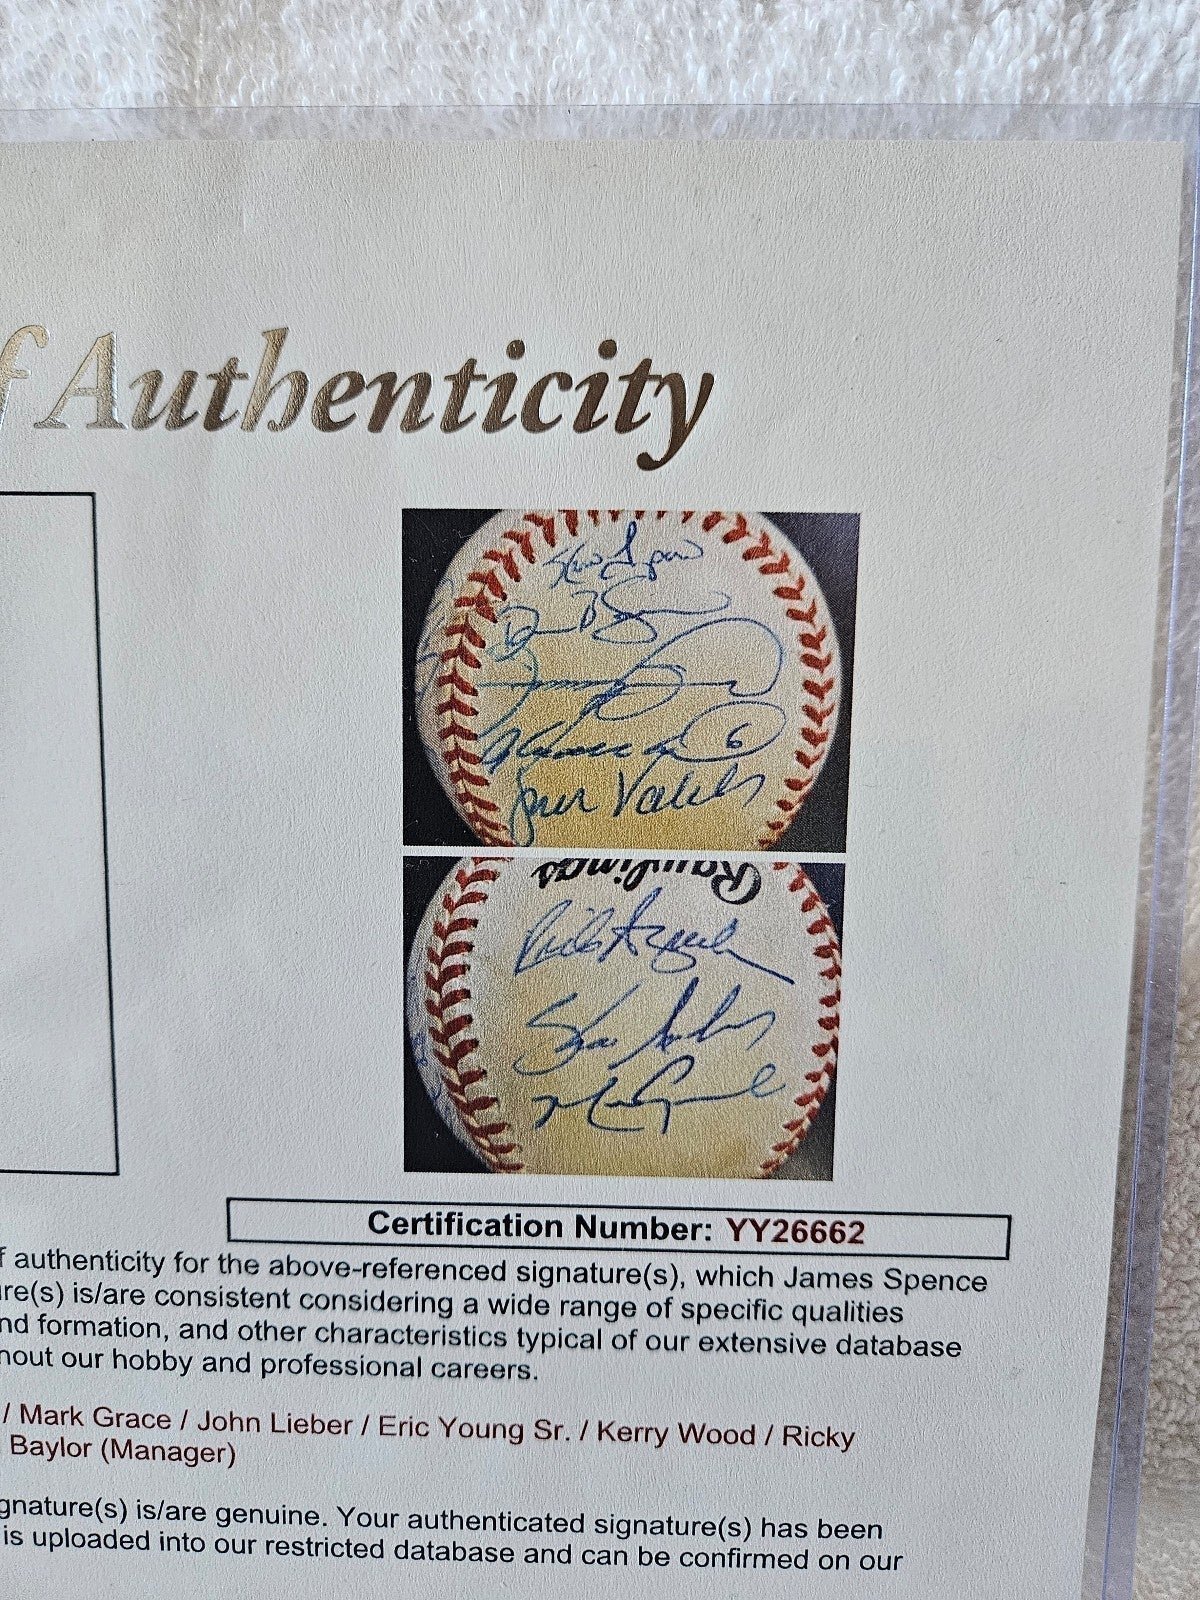 f Authenticity
6
Rawlings
Certification Number: YY26662
f authenticity for the above-referenced signature(s), which James Spence
re(s) is/are consistent considering a wide range of specific qualities
nd formation, and other characteristics typical of our extensive database
hout our hobby and professional careers.
/ Mark Grace / John Lieber / Eric Young Sr. / Kerry Wood / Ricky
Baylor (Manager)
gnature(s) is/are genuine. Your authenticated signature(s) has been
is uploaded into our restricted database and can be confirmed on our